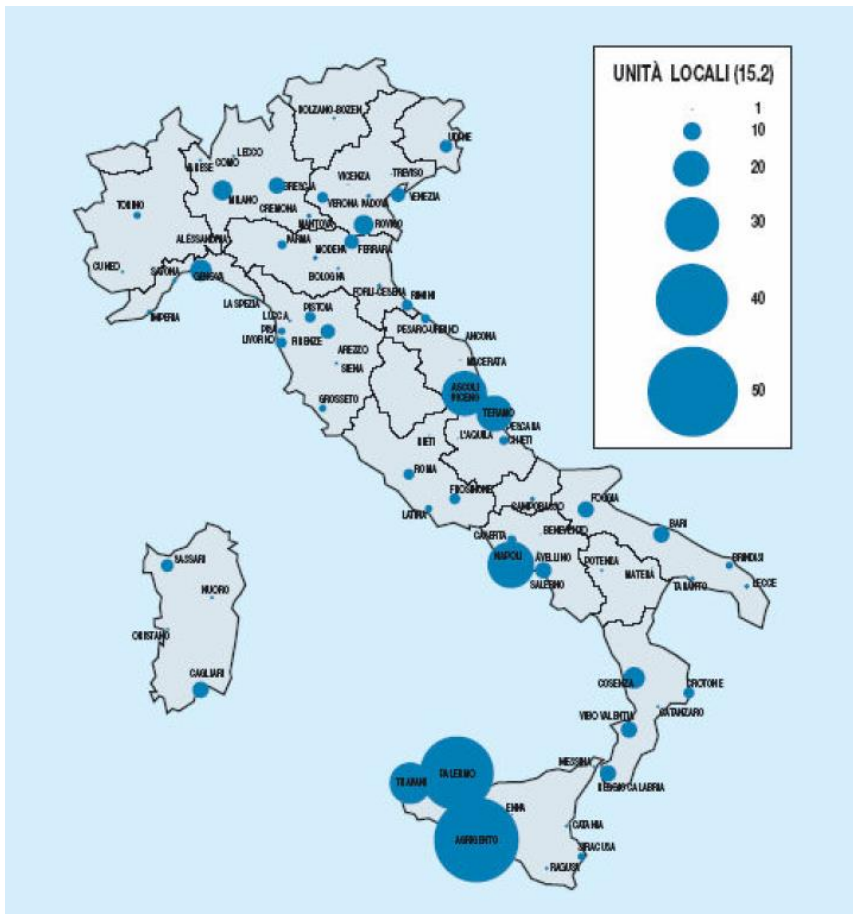 UNITÀ LOCALI (15.2)
1
10
20
30
40
50
BOLZANO-BOZEN
UDINE
LECCO
COMO
VARESE
VICENZA
TREVISO
BRESCIA
MILANO
VERONA
PADOVA
VENEZIA
CREMONA
MANTOVA
TORINO
ROVIGO
ALESSANDRIA
PARMA
MODENA
FERRARA
CUNEO
SAVONA
GENOVA
BOLOGNA
FORLI-CESENA
LA SPEZIA
RIMINI
IMPERIA
LUCCA
PISTOIA
PISA
PESARO-URBINO
ANCONA
LIVORNO
FIRENZE
AREZZO
MACERATA
SIENA
ASCOLI
PICENO
GROSSETO
TERAMO
PESCARA
L'AQUILA
CHIETI
RIETI
ROMA
FROSINONE
CAMPOBASSO
FOGGIA
LATINA
BARI
CASERTA
BENEVENTO
NAPOLI
AVELLINO
POTENZA
BRINDISI
SASSARI
MATERA
SALERNO
TARANTO
LECCE
NUORO
ORISTANO
CAGLIARI
COSENZA
CROTONE
CATANZARO
VIBO VALENTIA
MESSINA
PALERMO
TRAPANI
REGGIO CALABRIA
ENNA
CATANIA
AGRIGENTO
SIRACUSA
RAGUSA